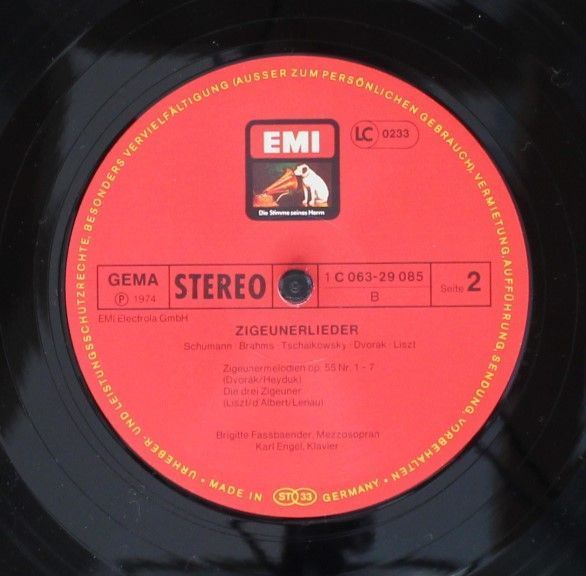 URHEBER- UND LEISTUNGSSCHUTZRECHTE, BESONDERS VERVIELFÄLTIGUNG (AUSSER ZUM PERSÖNLICHEN GEBRAUCH), VERMIETUNG, AUFFÜHRUNG, SENDUNG VORBEHALTEN •
EMI
LC 0233
Die Stimme seines Herrn
GEMA
℗ 1974
STEREO
1 C 063-29 085
B
Seite 2
EMI Electrola GmbH
ZIGEUNERLIEDER
Schumann · Brahms · Tschaikowsky · Dvořák · Liszt
Zigeunermelodien op. 55 Nr. 1 - 7
(Dvořák/Heyduk)
Die drei Zigeuner
(Liszt/d'Albert/Lenau)
Brigitte Fassbaender, Mezzosopran
Karl Engel, Klavier
• MADE IN ST 33 GERMANY •